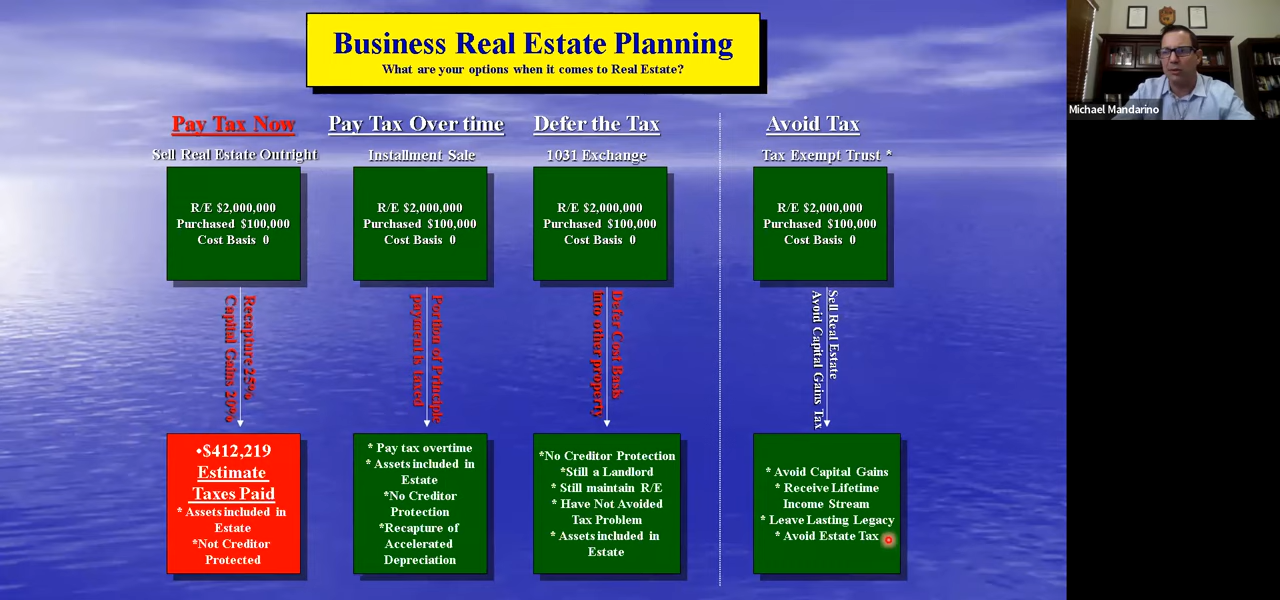 Business Real Estate Planning
What are your options when it comes to Real Estate?
Michael Mandarino
Pay Tax Now
Sell Real Estate Outright
R/E $2,000,000
Purchased $100,000
Cost Basis 0
Recapture 25%
Capital Gains 20%
•$412,219
Estimate
Taxes Paid
* Assets included in
Estate
*Not Creditor
Protected
Pay Tax Over time
Installment Sale
R/E $2,000,000
Purchased $100,000
Cost Basis 0
Portion of Principle
payment is taxed
* Pay tax overtime
* Assets included in
Estate
*No Creditor
Protection
*Recapture of
Accelerated
Depreciation
Defer the Tax
1031 Exchange
R/E $2,000,000
Purchased $100,000
Cost Basis 0
Defer Cost Basis
Into other property
*No Creditor Protection
*Still a Landlord
* Still maintain R/E
* Have Not Avoided
Tax Problem
* Assets included in
Estate
Avoid Tax
Tax Exempt Trust *
R/E $2,000,000
Purchased $100,000
Cost Basis 0
Sell Real Estate
Avoid Capital Gains Tax
* Avoid Capital Gains
* Receive Lifetime
Income Stream
* Leave Lasting Legacy
* Avoid Estate Tax